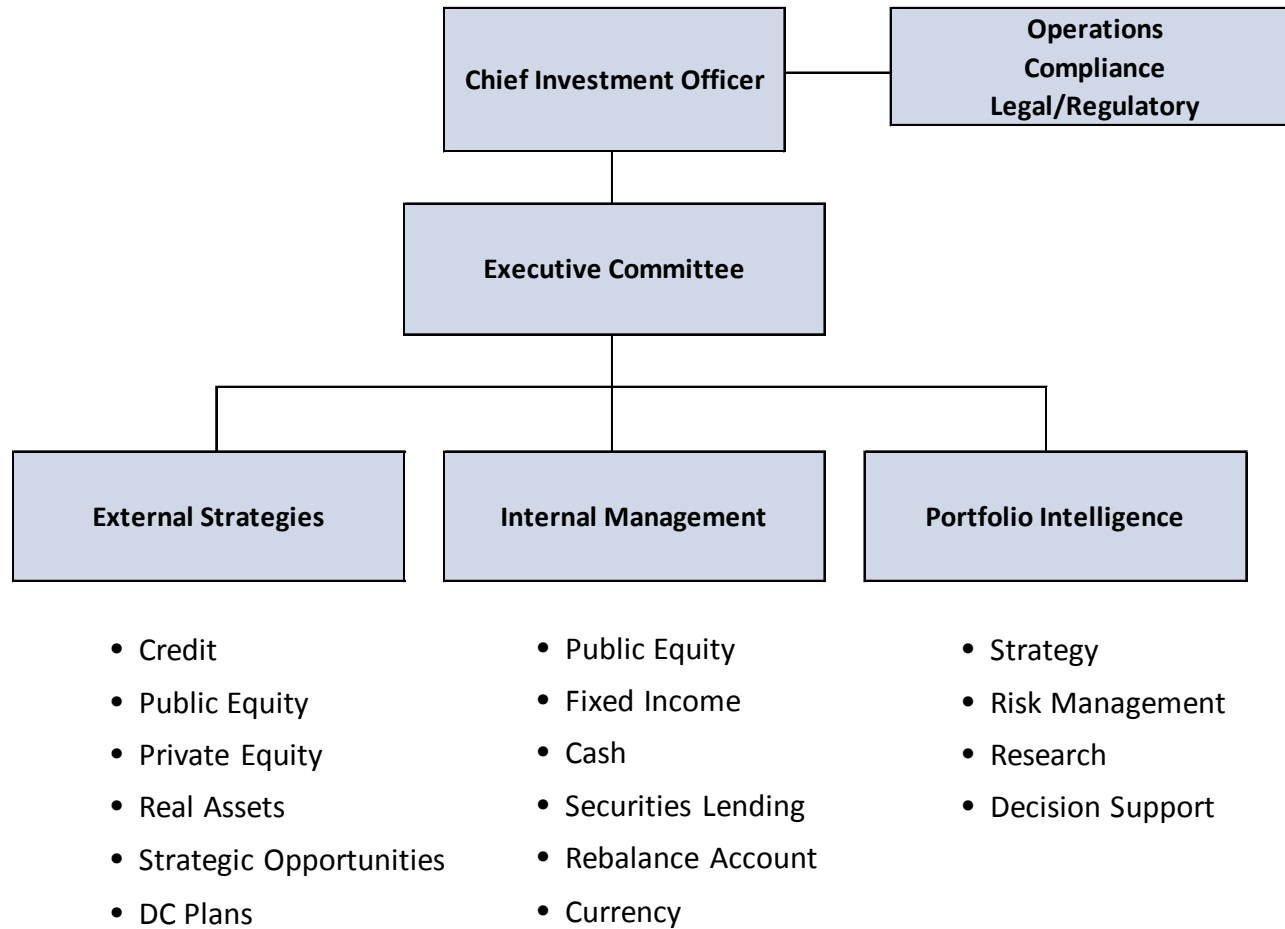 Chief Investment Officer
Operations
Compliance
Legal/Regulatory
Executive Committee
External Strategies
• Credit
• Public Equity
• Private Equity
• Real Assets
• Strategic Opportunities
• DC Plans
Internal Management
• Public Equity
• Fixed Income
• Cash
• Securities Lending
• Rebalance Account
• Currency
Portfolio Intelligence
• Strategy
• Risk Management
• Research
• Decision Support